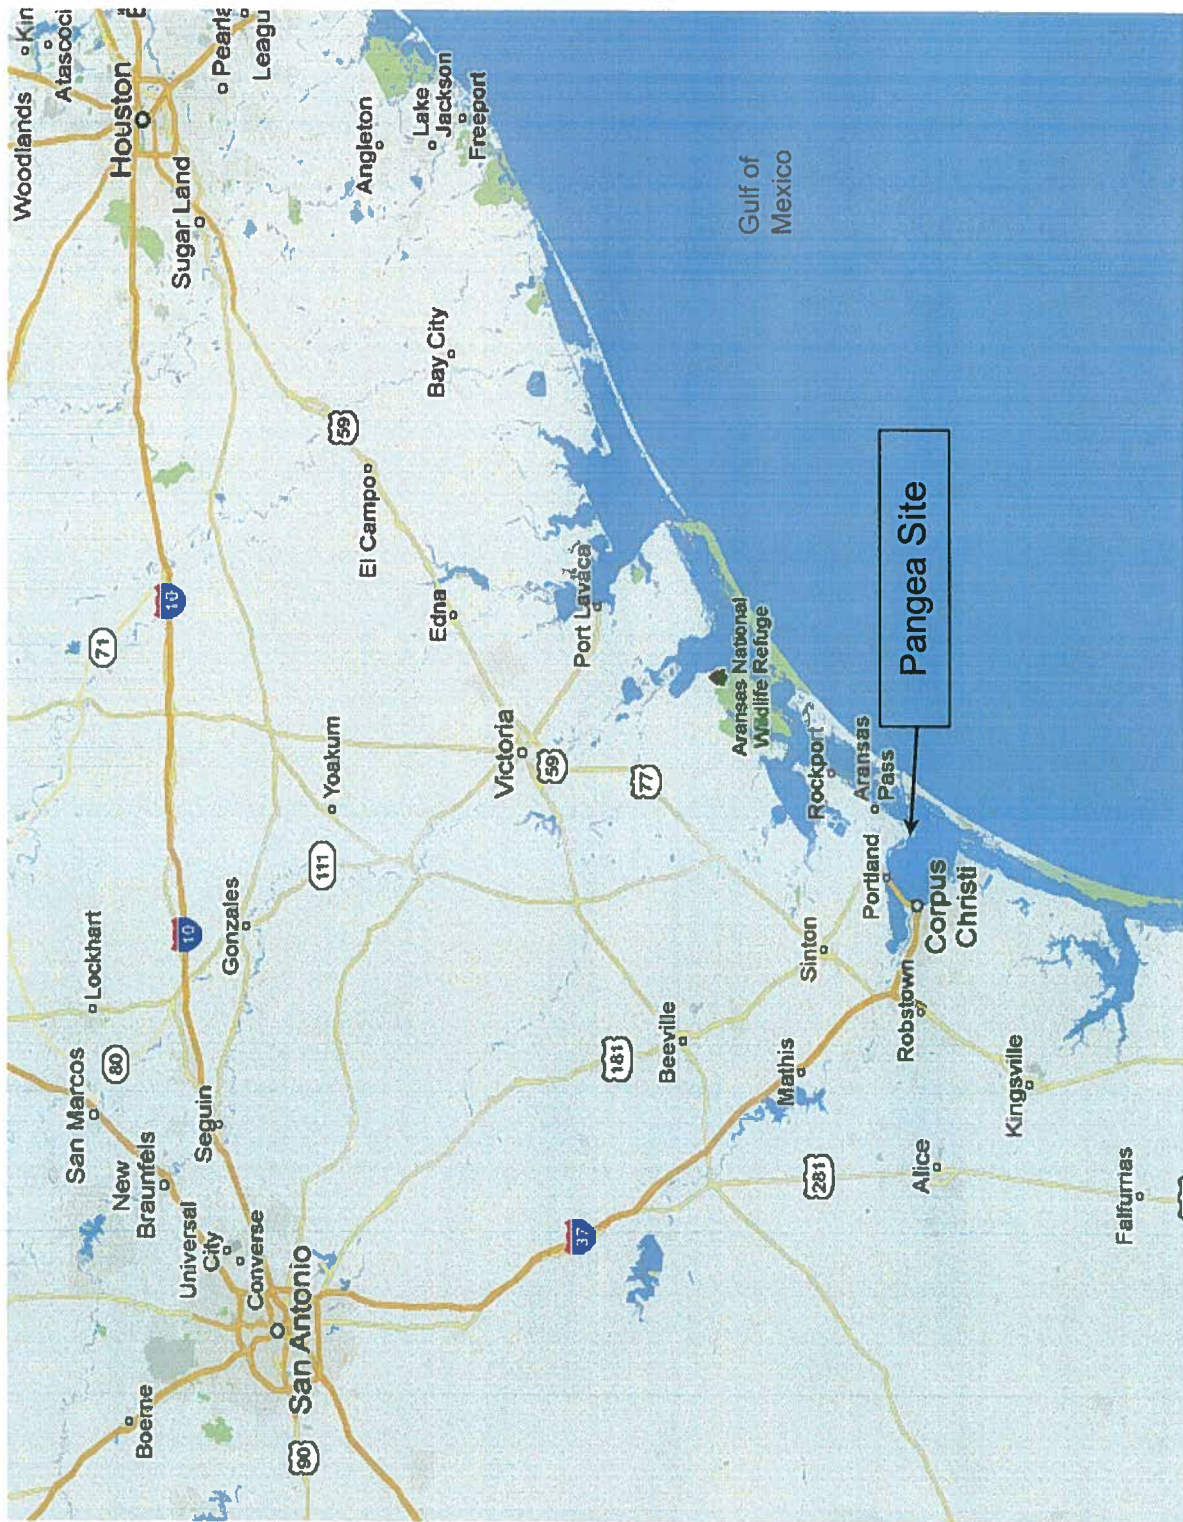 Woodlands
Kin
Atascoci
San Marcos
Lockhart
71
80
Houston
New
Braunfels
Boerne
10
10
Sugar Land
Universal
City
Seguin
Pearla
Leagu
Converse
Gonzales
San Antonio
90
111
Yoakum
59
El Campo
Angleton
Lake
Jackson
Freeport
Edna
Bay City
Victoria
59
37
Port Lavaca
181
77
Beeville
Aransas National
Wildlife Refuge
Gulf of
Mexico
Mathis
Sinton
281
Rockport
Aransas
Pass
Portland
Alice
Robstown
Corpus
Christi
Pangea Site
Kingsville
Falfurrias